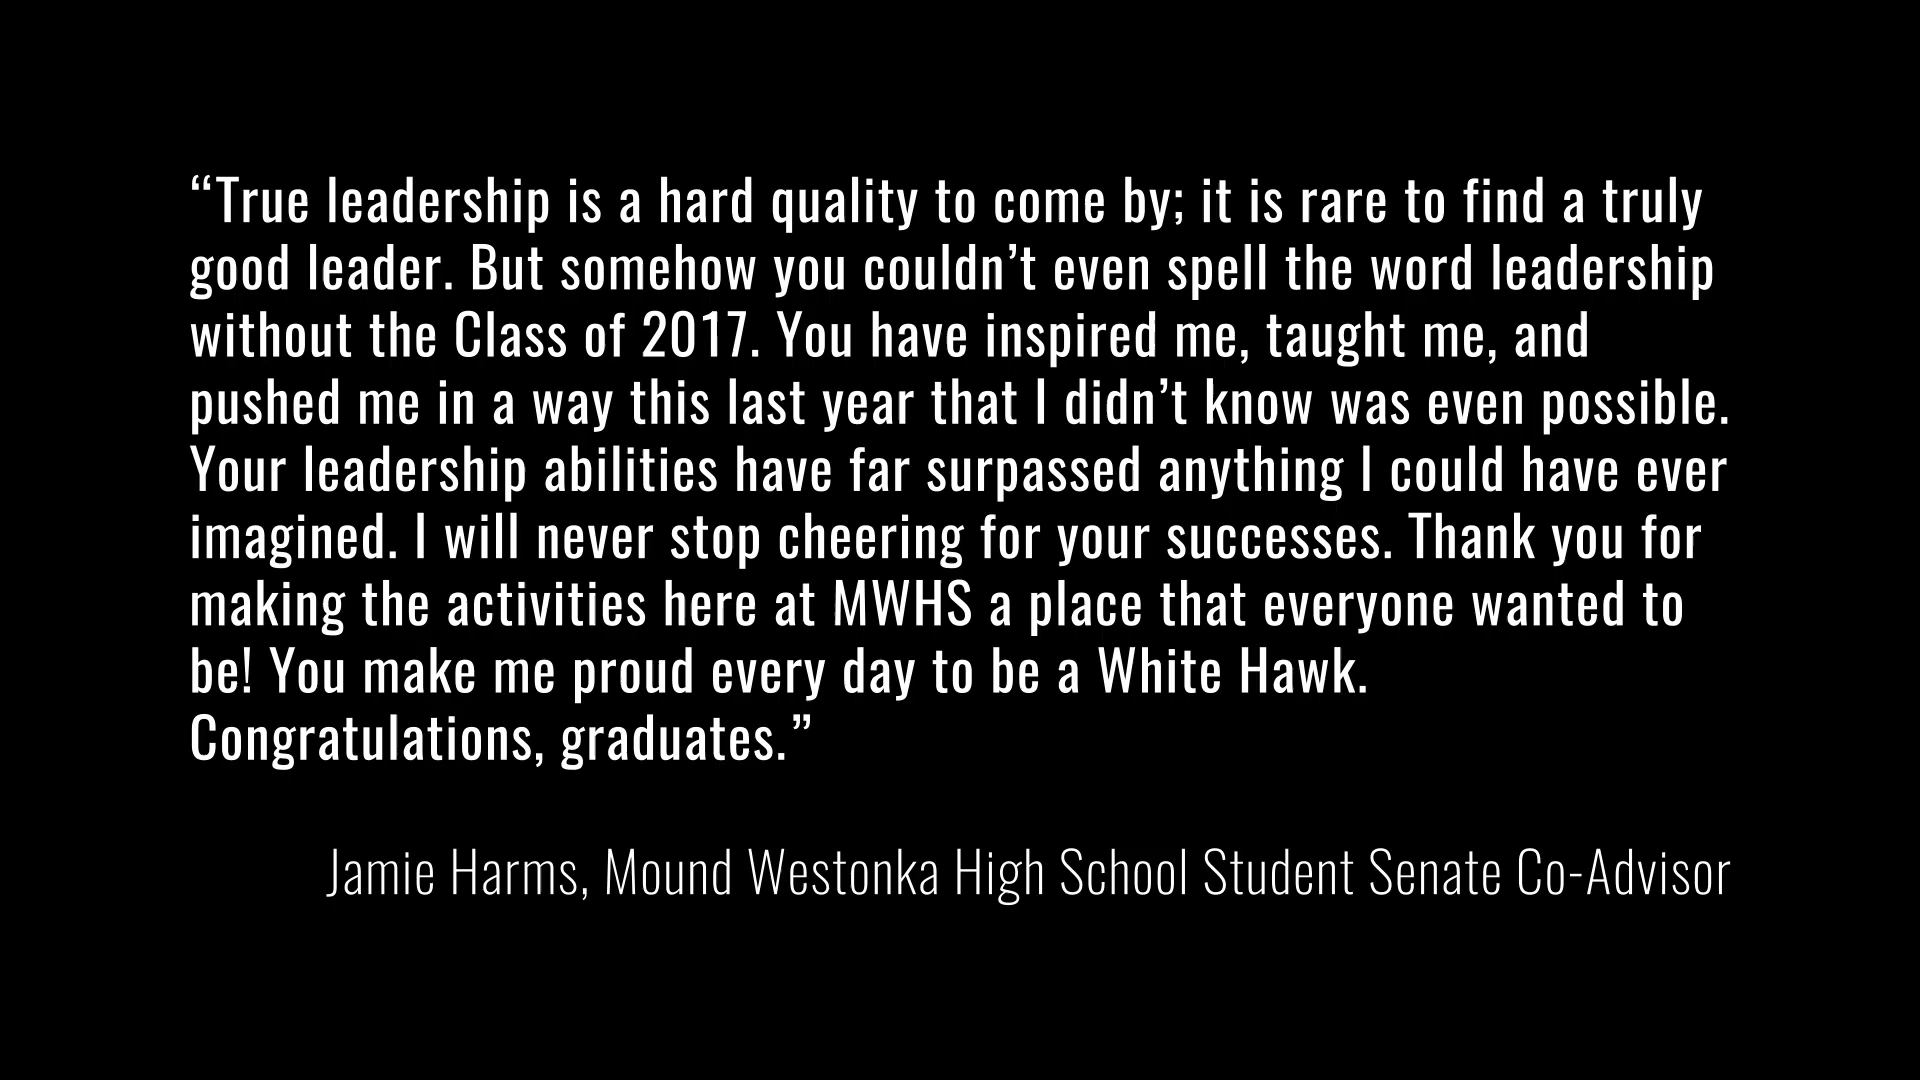 “True leadership is a hard quality to come by; it is rare to find a truly
good leader. But somehow you couldn’t even spell the word leadership
without the Class of 2017. You have inspired me, taught me, and
pushed me in a way this last year that I didn’t know was even possible.
Your leadership abilities have far surpassed anything I could have ever
imagined. I will never stop cheering for your successes. Thank you for
making the activities here at MWHS a place that everyone wanted to
be! You make me proud every day to be a White Hawk.
Congratulations, graduates.”
Jamie Harms, Mound Westonka High School Student Senate Co-Advisor